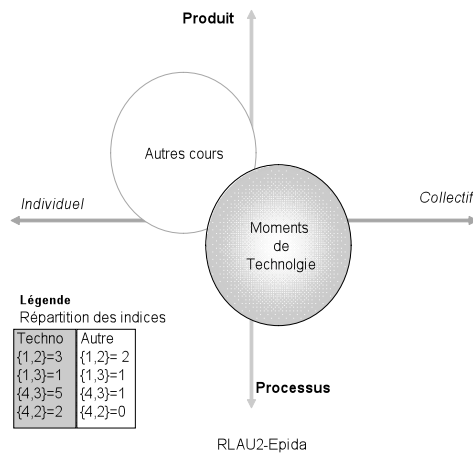 Produit
Autres cours
Individuel
Collectif
Moments
de
Technolgie
Légende
Répartition des indices
Techno Autre
{1,2}=3 {1,2}= 2
{1,3}=1 {1,3}=1
{4,3}=5 {4,3}=1
{4,2}=2 {4,2}=0
Processus
RLAU2-Epida